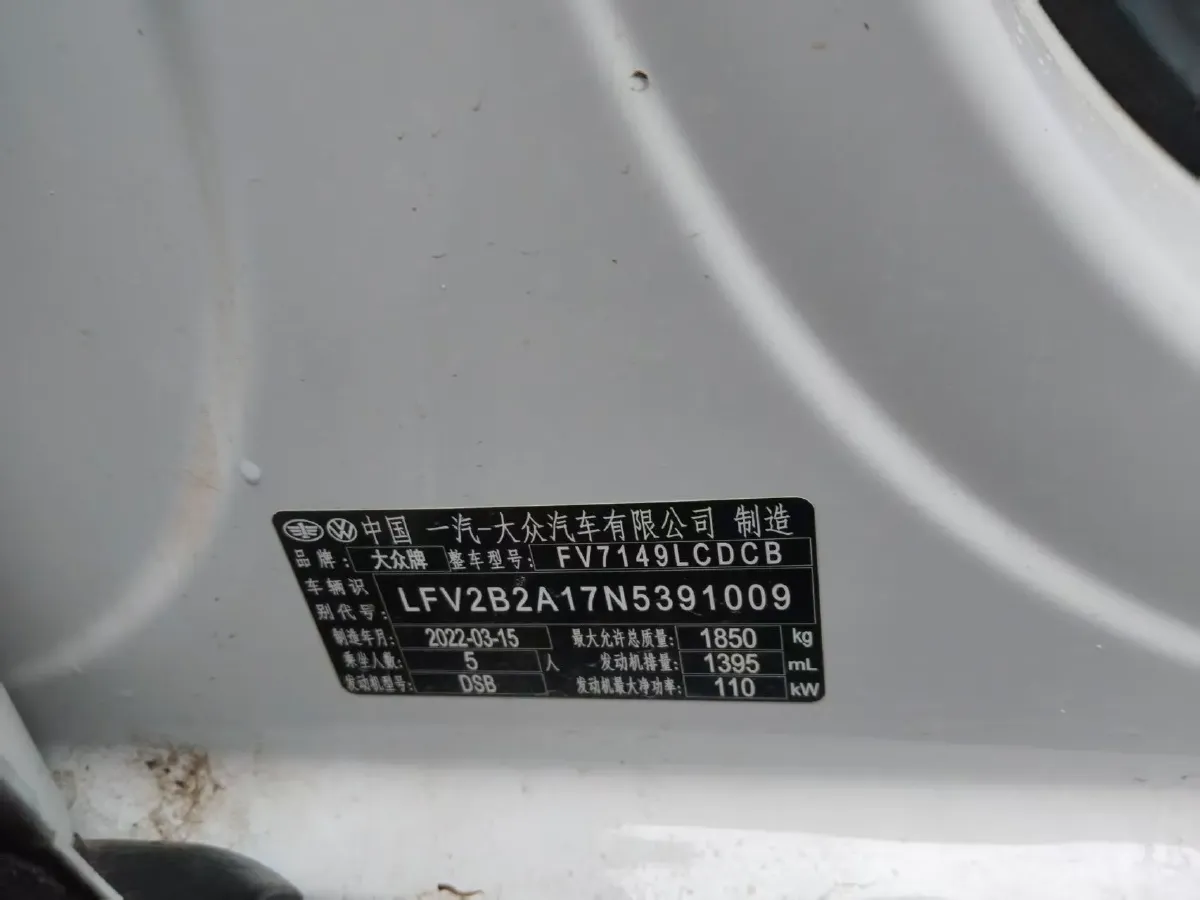 中国 一汽-大众汽车有限公司 制造
品牌: 大众牌 整车型号: FV7149LCDCB
车辆识别代号: LFV2B2A17N5391009
制造年月: 2022-03-15 最大允许总质量: 1850 kg
乘坐人数: 5 人 发动机排量: 1395 mL
发动机型号: DSB 发动机最大净功率: 110 kW